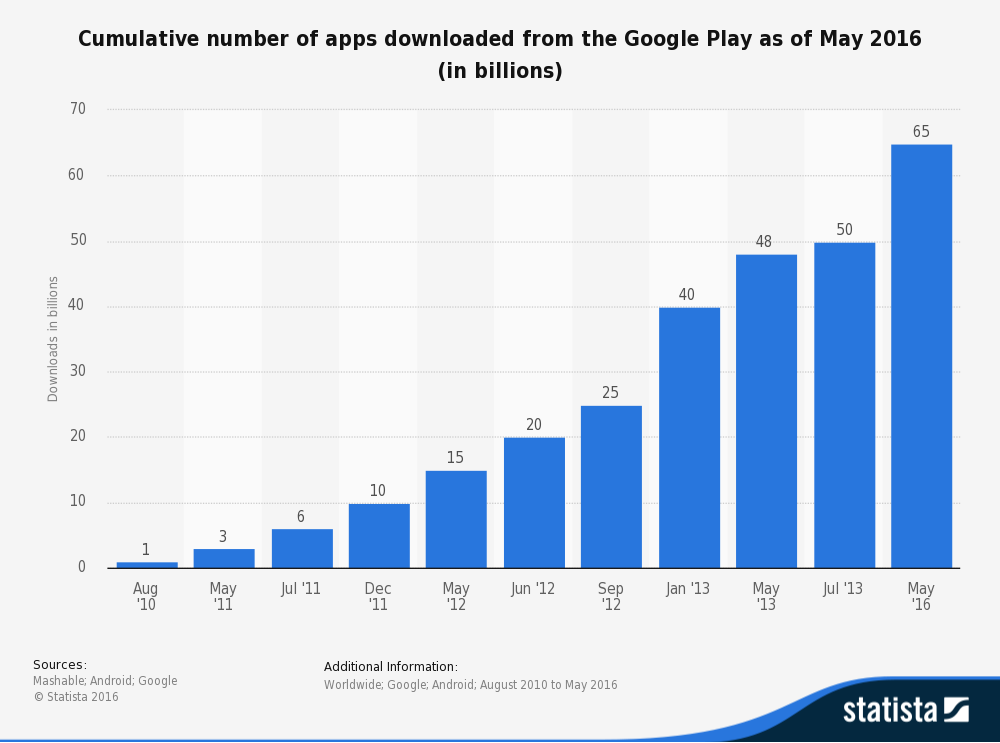 Cumulative number of apps downloaded from the Google Play as of May 2016
(in billions)
Downloads in billions
70
60
50
40
30
20
10
0
1
3
6
10
15
20
25
40
48
50
65
Aug '10
May '11
Jul '11
Dec '11
May '12
Jun '12
Sep '12
Jan '13
May '13
Jul '13
May '16
Sources:
Mashable; Android; Google
© Statista 2016
Additional Information:
Worldwide; Google; Android; August 2010 to May 2016
statista